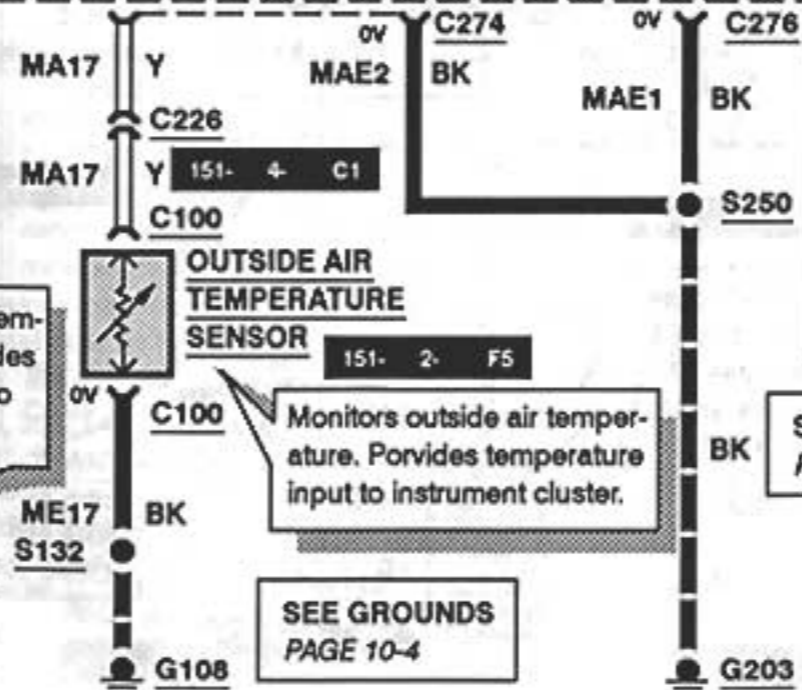 0V C274 0V C276
MA17 Y MAE2 BK MAE1 BK
C226
MA17 Y 151- 4- C1
C100 S250
OUTSIDE AIR
TEMPERATURE
SENSOR
151- 2- F5
0V C100
Monitors outside air temper-
ature. Porvides temperature
input to instrument cluster.
BK
ME17 BK
S132
SEE GROUNDS
PAGE 10-4
G108 G203